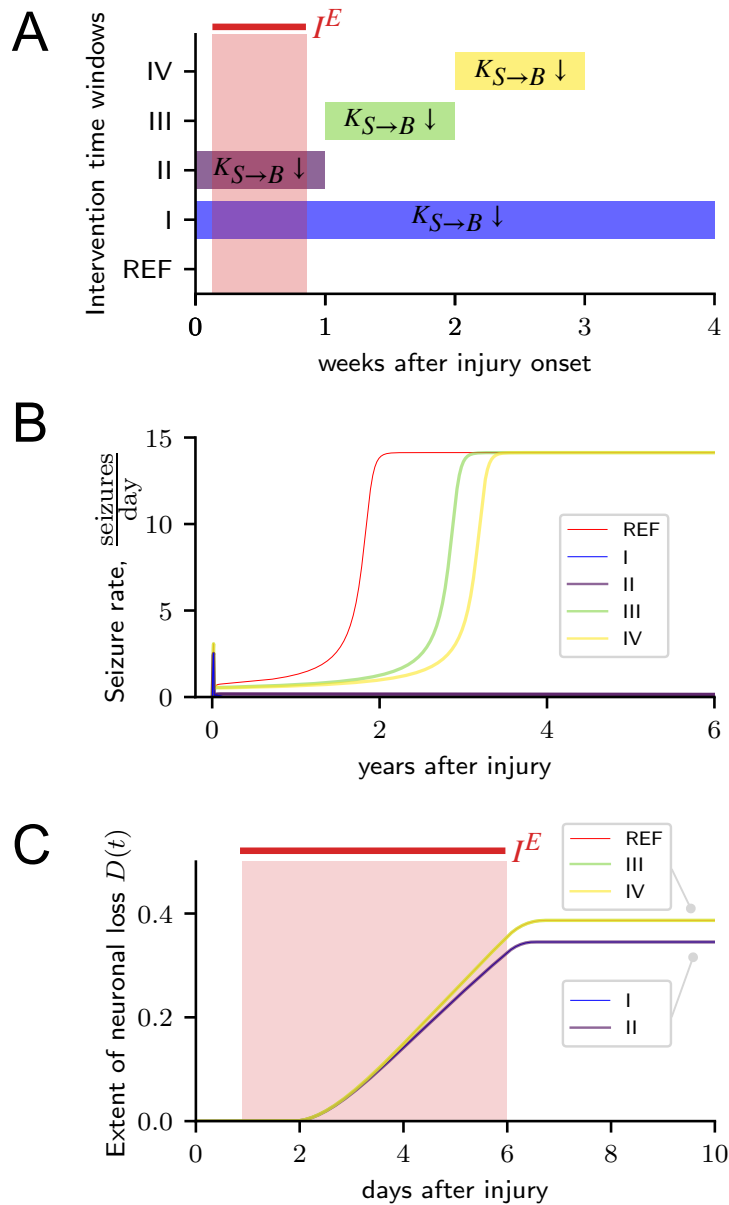 A
I^E
Intervention time windows
IV
K_{S→B} ↓
III
K_{S→B} ↓
II
K_{S→B} ↓
I
K_{S→B} ↓
REF
0 1 2 3 4
weeks after injury onset
B
Seizure rate, seizures/day
15
10
5
0
REF
I
II
III
IV
0 2 4 6
years after injury
C
I^E
Extent of neuronal loss D(t)
REF
III
IV
0.4
0.2
0.0
I
II
0 2 4 6 8 10
days after injury